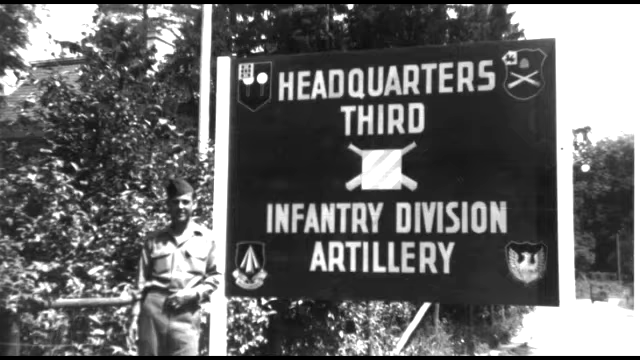 HEADQUARTERS
THIRD
INFANTRY DIVISION
ARTILLERY